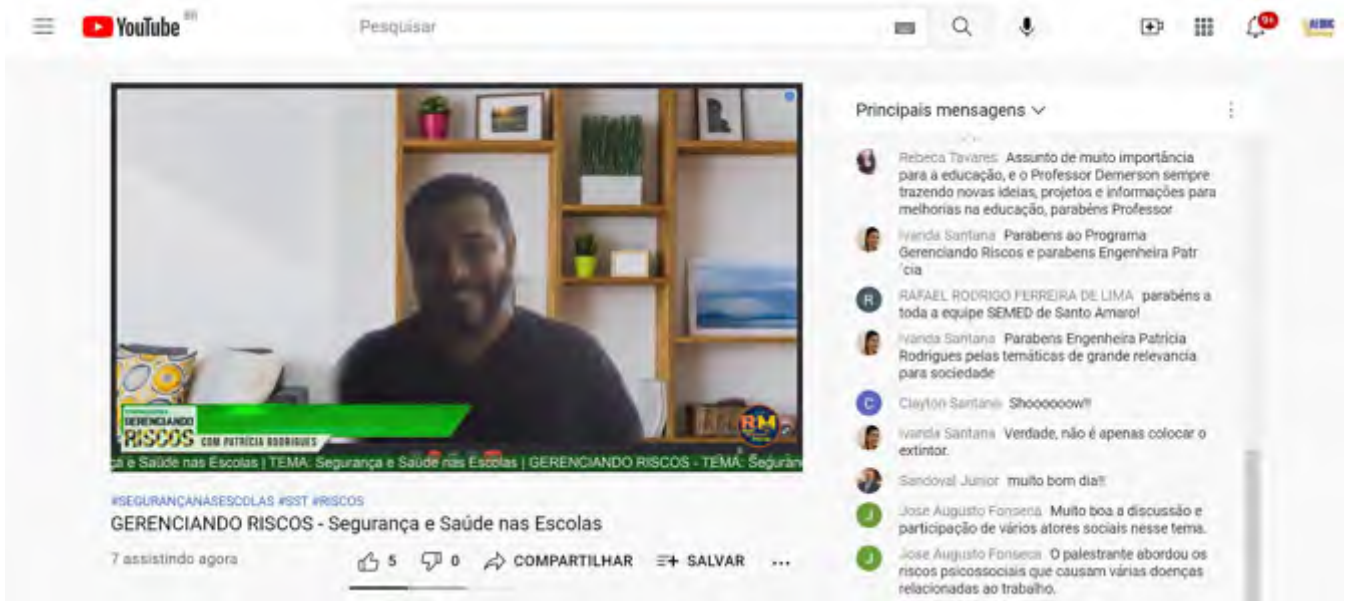 YouTube BR
Pesquisar
9+
GERENCIANDO
RISCOS COM PATRÍCIA RODRIGUES
RM
ça e Saúde nas Escolas | TEMA: Segurança e Saúde nas Escolas | GERENCIANDO RISCOS - TEMA: Seguran
#SEGURANÇANASESCOLAS #SST #RISCOS
GERENCIANDO RISCOS - Segurança e Saúde nas Escolas
7 assistindo agora
5 0 COMPARTILHAR SALVAR ...
Principais mensagens
Rebeca Tavares Assunto de muito importância
para a educação, e o Professor Demerson sempre
trazendo novas ideias, projetos e informações para
melhorias na educação, parabéns Professor
Ivanda Santana Parabens ao Programa
Gerenciando Riscos e parabens Engenheira Patr
´cia
R
RAFAEL RODRIGO FERREIRA DE LIMA parabéns a
toda a equipe SEMED de Santo Amaro!
Ivanda Santana Parabens Engenheira Patrícia
Rodrigues pelas temáticas de grande relevancia
para sociedade
C
Clayton Santana Shoooooow!!
Ivanda Santana Verdade, não é apenas colocar o
extintor.
Sandoval Junior muito bom dia!!
J
Jose Augusto Fonseca Muito boa a discussão e
participação de vários atores sociais nesse tema.
J
Jose Augusto Fonseca O palestrante abordou os
riscos psicossociais que causam várias doenças
relacionadas ao trabalho.